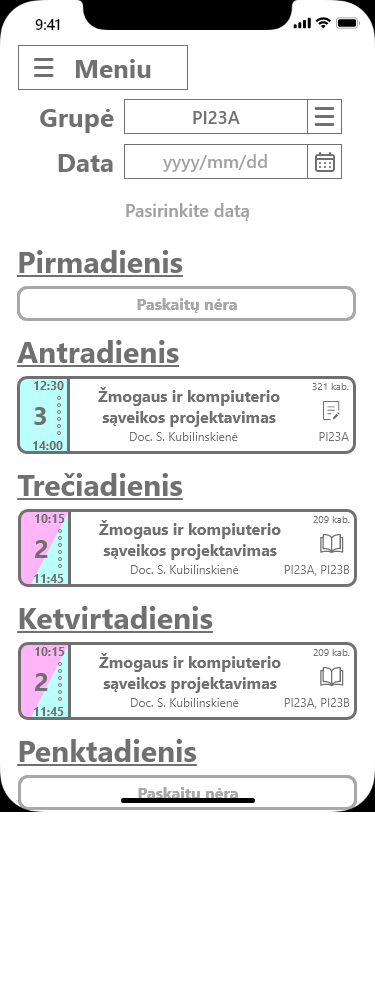 9:41
Meniu
Grupė
PI23A
Data
yyyy/mm/dd
Pasirinkite datą
Pirmadienis
Paskaitų nėra
Antradienis
12:30
3
14:00
Žmogaus ir kompiuterio
sąveikos projektavimas
Doc. S. Kubilinskienė
321 kab.
PI23A
Trečiadienis
10:15
2
11:45
Žmogaus ir kompiuterio
sąveikos projektavimas
Doc. S. Kubilinskienė
209 kab.
PI23A, PI23B
Ketvirtadienis
10:15
2
11:45
Žmogaus ir kompiuterio
sąveikos projektavimas
Doc. S. Kubilinskienė
209 kab.
PI23A, PI23B
Penktadienis
Paskaitų nėra